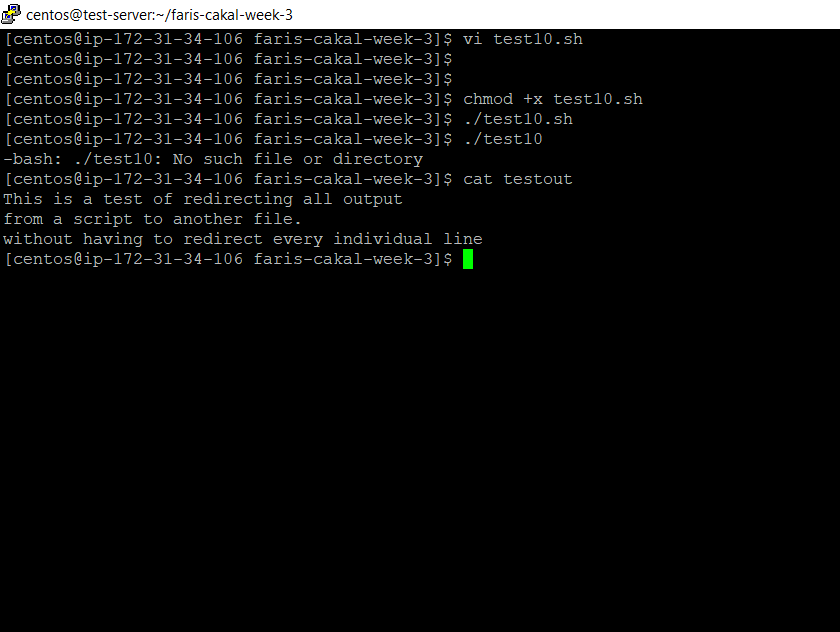 centos@test-server:~/faris-cakal-week-3
[centos@ip-172-31-34-106 faris-cakal-week-3]$ vi test10.sh
[centos@ip-172-31-34-106 faris-cakal-week-3]$
[centos@ip-172-31-34-106 faris-cakal-week-3]$
[centos@ip-172-31-34-106 faris-cakal-week-3]$ chmod +x test10.sh
[centos@ip-172-31-34-106 faris-cakal-week-3]$ ./test10.sh
[centos@ip-172-31-34-106 faris-cakal-week-3]$ ./test10
-bash: ./test10: No such file or directory
[centos@ip-172-31-34-106 faris-cakal-week-3]$ cat testout
This is a test of redirecting all output
from a script to another file.
without having to redirect every individual line
[centos@ip-172-31-34-106 faris-cakal-week-3]$